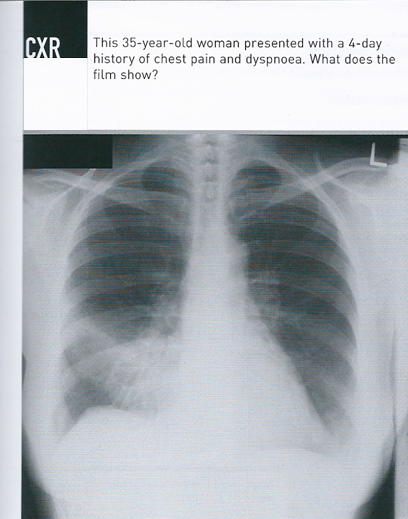 CXR
This 35-year-old woman presented with a 4-day
history of chest pain and dyspnoea. What does the
film show?
L